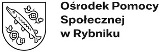 Ośrodek Pomocy
Społecznej
w Rybniku